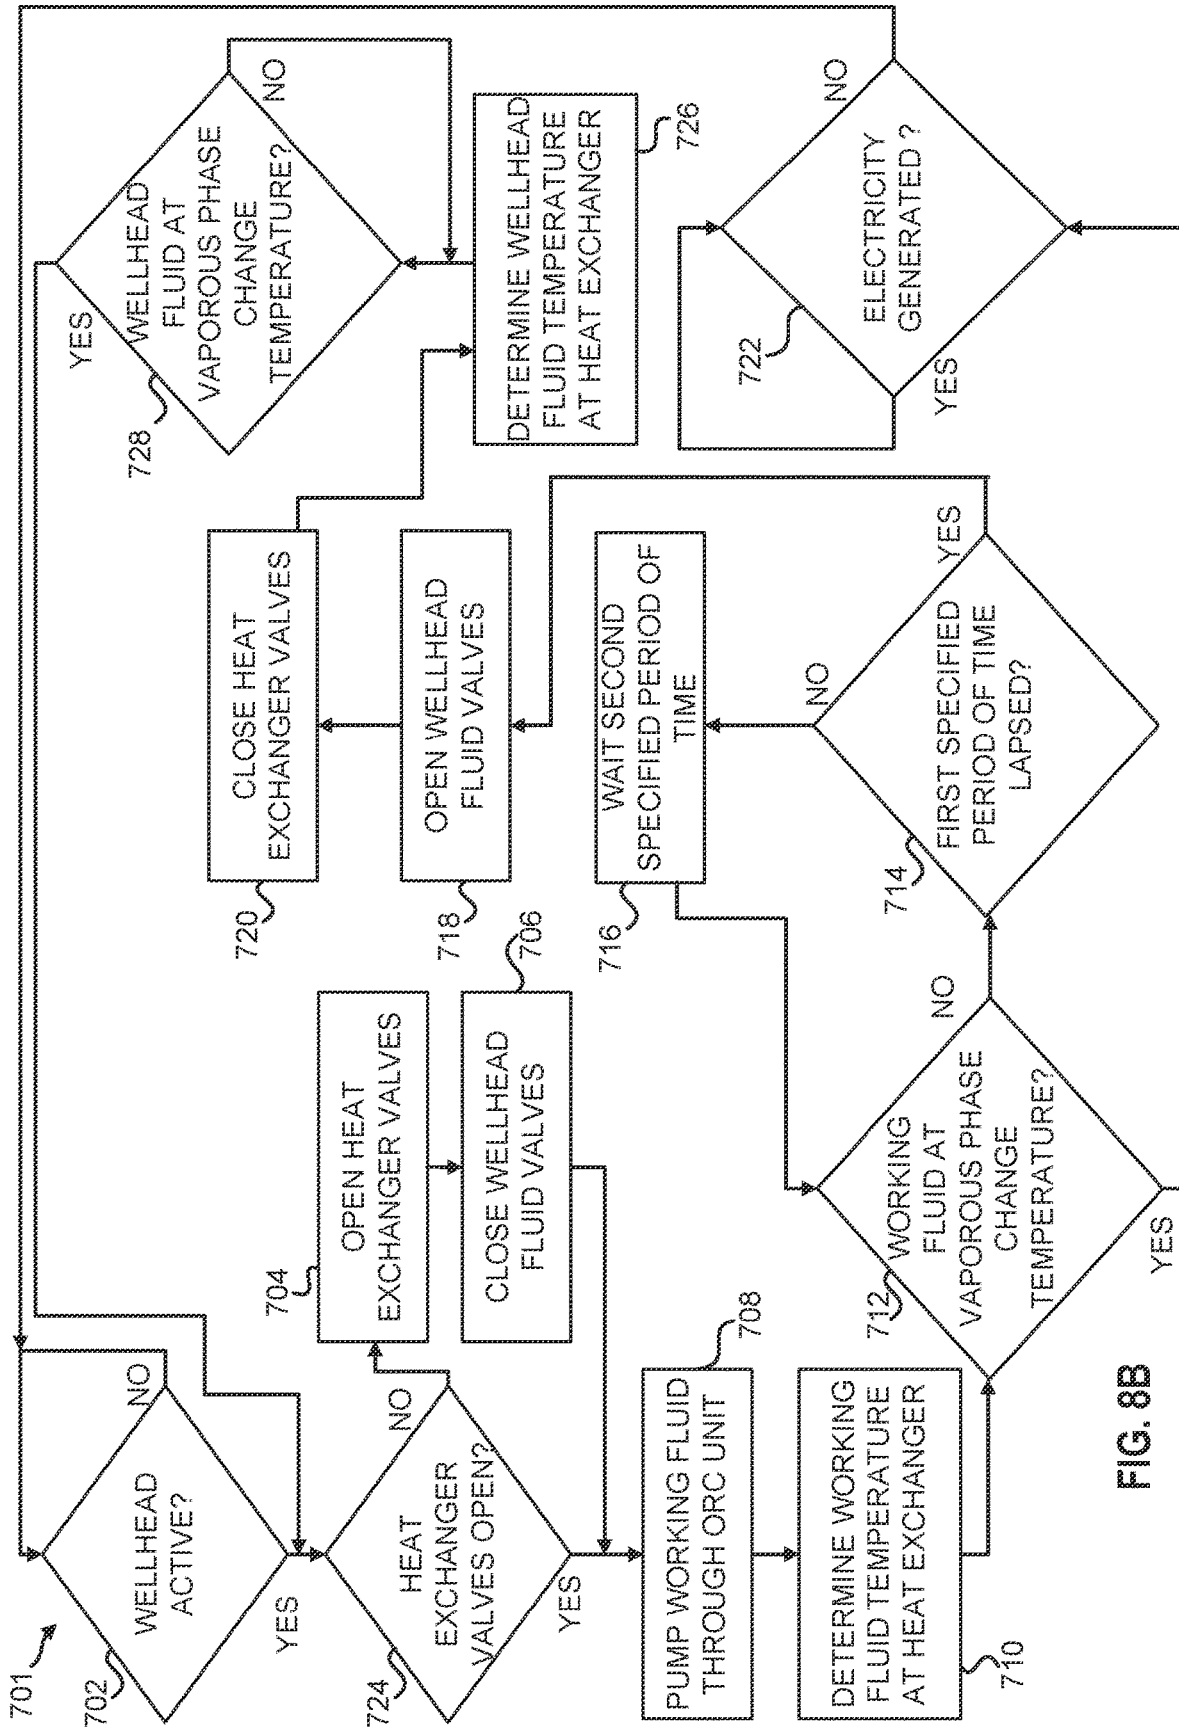 701
702
WELLHEAD
ACTIVE?
NO
YES
724
HEAT
EXCHANGER
VALVES OPEN?
NO
YES
704
OPEN HEAT
EXCHANGER VALVES
CLOSE WELLHEAD
FLUID VALVES
706
PUMP WORKING FLUID
THROUGH ORC UNIT
708
DETERMINE WORKING
FLUID TEMPERATURE
AT HEAT EXCHANGER
710
712
WORKING
FLUID AT
VAPOROUS PHASE
CHANGE
TEMPERATURE?
NO
YES
714
FIRST SPECIFIED
PERIOD OF TIME
LAPSED?
NO
YES
716
WAIT SECOND
SPECIFIED PERIOD OF
TIME
718
OPEN WELLHEAD
FLUID VALVES
720
CLOSE HEAT
EXCHANGER VALVES
DETERMINE WELLHEAD
FLUID TEMPERATURE
AT HEAT EXCHANGER
726
728
WELLHEAD
FLUID AT
VAPOROUS PHASE
CHANGE
TEMPERATURE?
YES
NO
722
ELECTRICITY
GENERATED ?
YES
NO
FIG. 8B